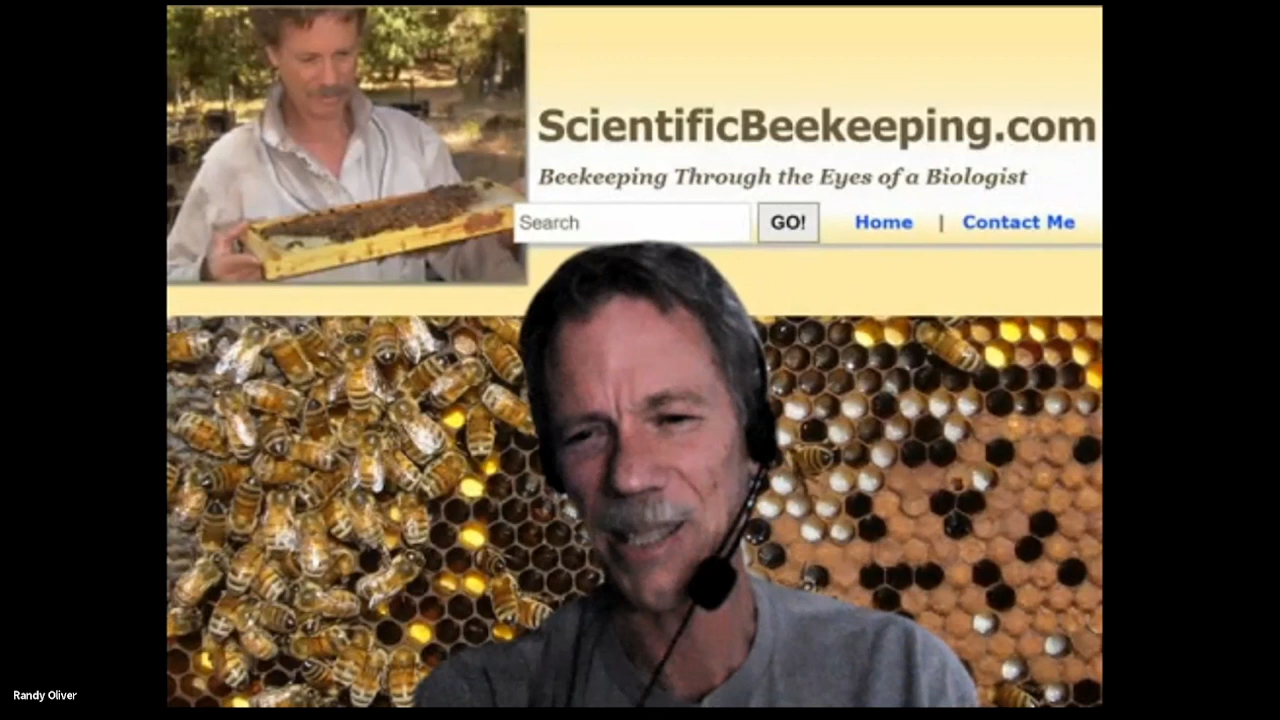 ScientificBeekeeping.com
Beekeeping Through the Eyes of a Biologist
Search GO! Home | Contact Me
Randy Oliver